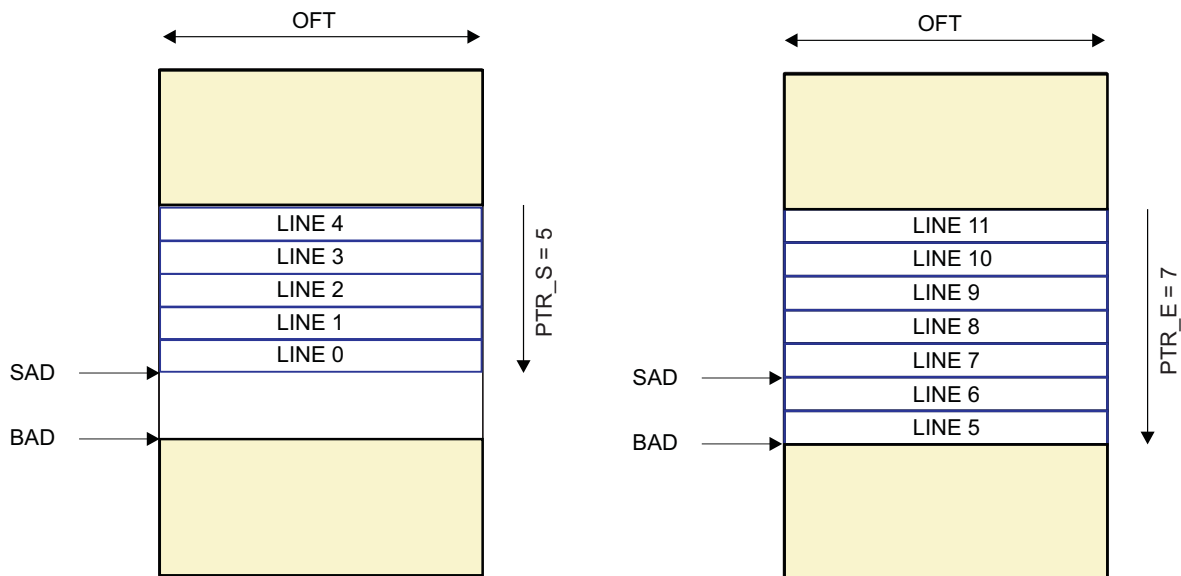 OFT
LINE 4
LINE 3
LINE 2
LINE 1
LINE 0
PTR_S = 5
SAD
BAD
OFT
LINE 11
LINE 10
LINE 9
LINE 8
LINE 7
LINE 6
LINE 5
PTR_E = 7
SAD
BAD